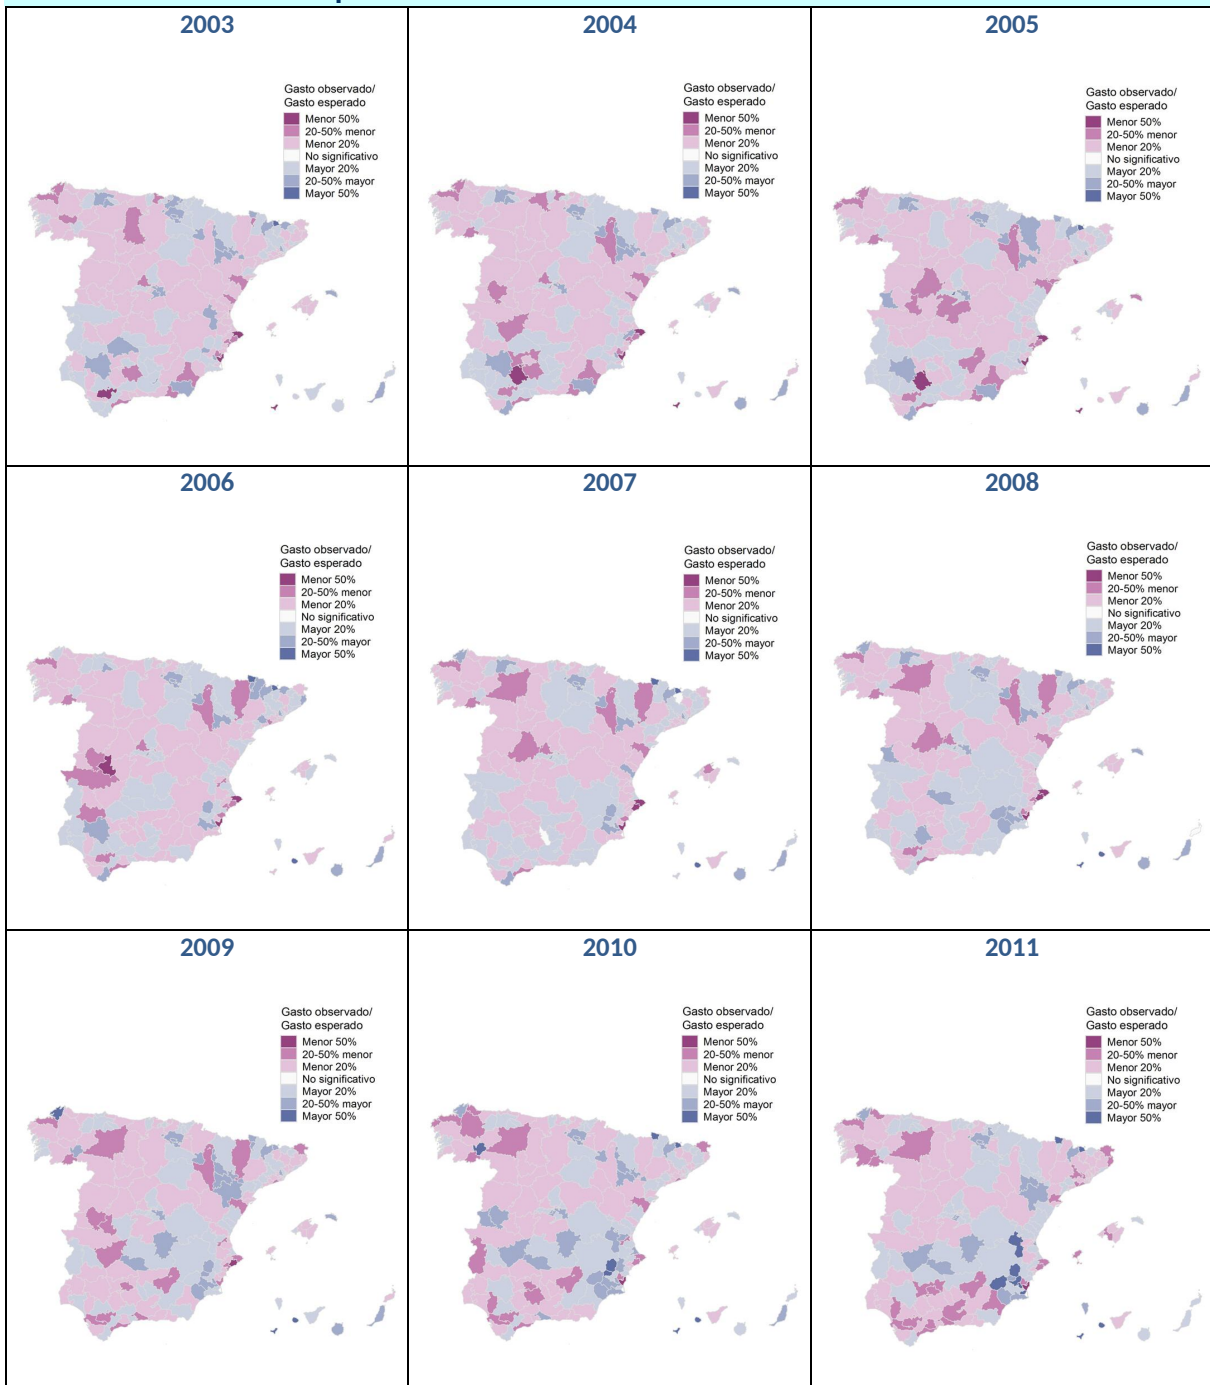 2003
Gasto observado/
Gasto esperado
Menor 50%
20-50% menor
Menor 20%
No significativo
Mayor 20%
20-50% mayor
Mayor 50%
2004
Gasto observado/
Gasto esperado
Menor 50%
20-50% menor
Menor 20%
No significativo
Mayor 20%
20-50% mayor
Mayor 50%
2005
Gasto observado/
Gasto esperado
Menor 50%
20-50% menor
Menor 20%
No significativo
Mayor 20%
20-50% mayor
Mayor 50%
2006
Gasto observado/
Gasto esperado
Menor 50%
20-50% menor
Menor 20%
No significativo
Mayor 20%
20-50% mayor
Mayor 50%
2007
Gasto observado/
Gasto esperado
Menor 50%
20-50% menor
Menor 20%
No significativo
Mayor 20%
20-50% mayor
Mayor 50%
2008
Gasto observado/
Gasto esperado
Menor 50%
20-50% menor
Menor 20%
No significativo
Mayor 20%
20-50% mayor
Mayor 50%
2009
Gasto observado/
Gasto esperado
Menor 50%
20-50% menor
Menor 20%
No significativo
Mayor 20%
20-50% mayor
Mayor 50%
2010
Gasto observado/
Gasto esperado
Menor 50%
20-50% menor
Menor 20%
No significativo
Mayor 20%
20-50% mayor
Mayor 50%
2011
Gasto observado/
Gasto esperado
Menor 50%
20-50% menor
Menor 20%
No significativo
Mayor 20%
20-50% mayor
Mayor 50%